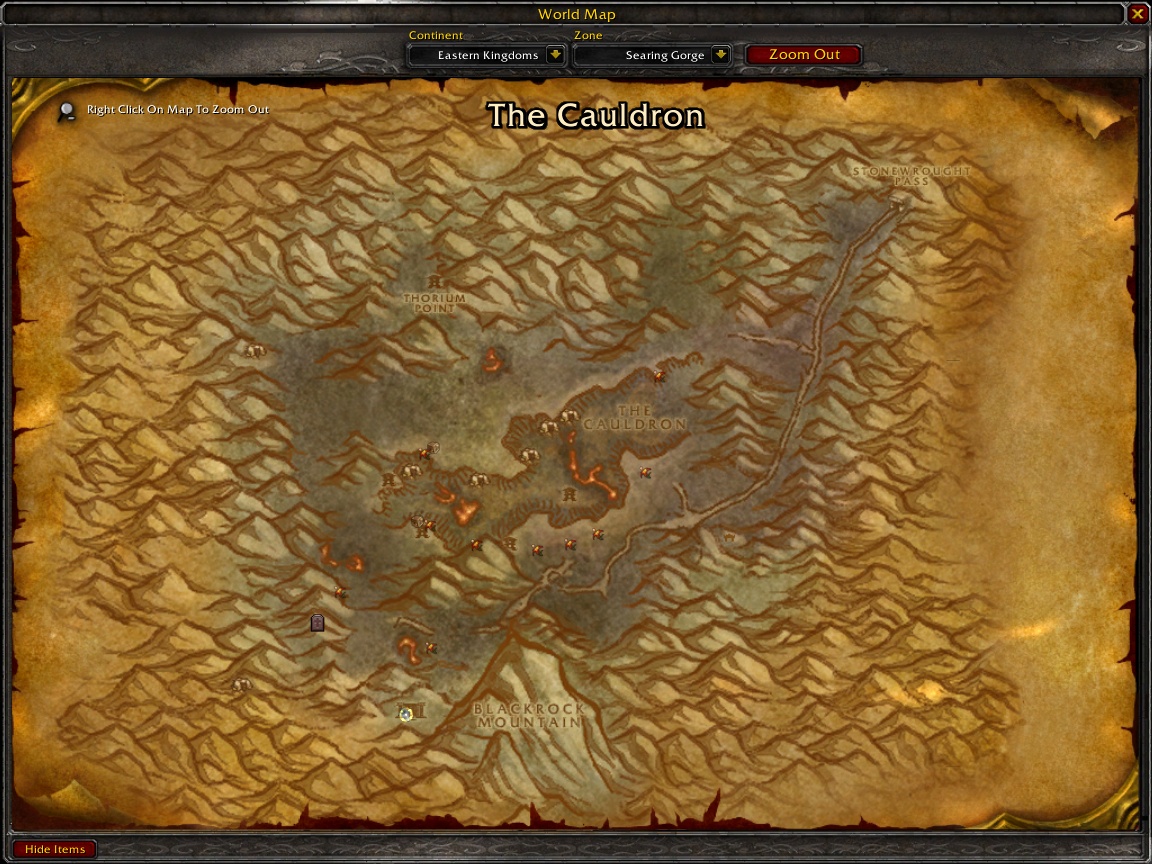 World Map
Continent
Zone
Eastern Kingdoms
Searing Gorge
Zoom Out
Right Click On Map To Zoom Out
The Cauldron
STONEWROUGHT
PASS
THORIUM
POINT
THE
CAULDRON
BLACKROCK
MOUNTAIN
Hide Items